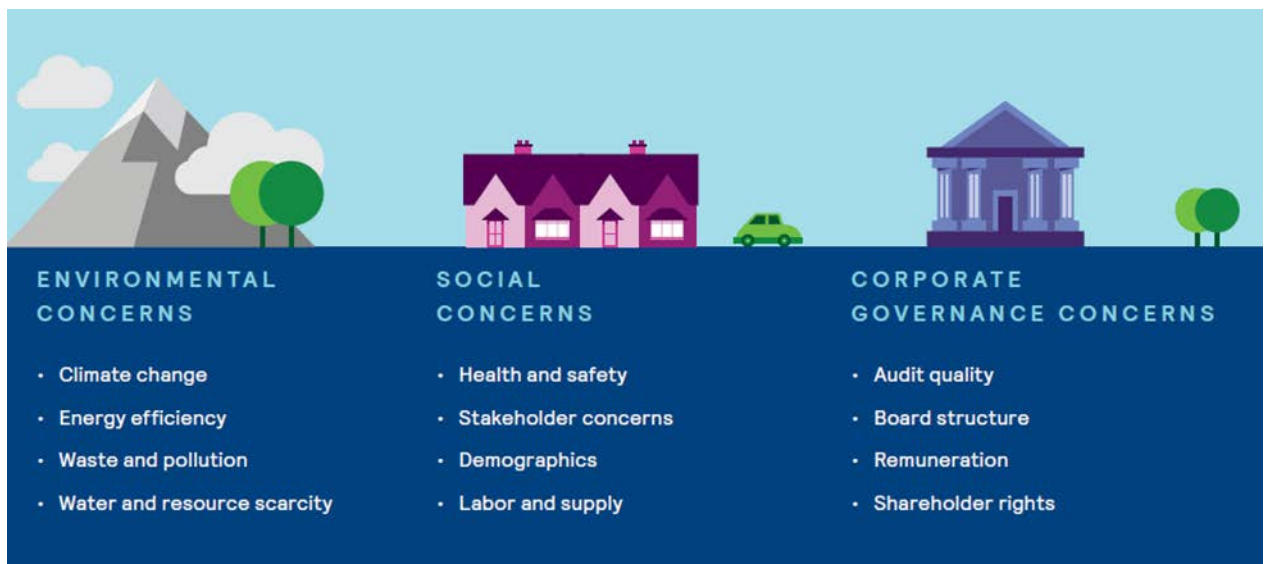 ENVIRONMENTAL
CONCERNS
• Climate change
• Energy efficiency
• Waste and pollution
• Water and resource scarcity
SOCIAL
CONCERNS
• Health and safety
• Stakeholder concerns
• Demographics
• Labor and supply
CORPORATE
GOVERNANCE CONCERNS
• Audit quality
• Board structure
• Remuneration
• Shareholder rights